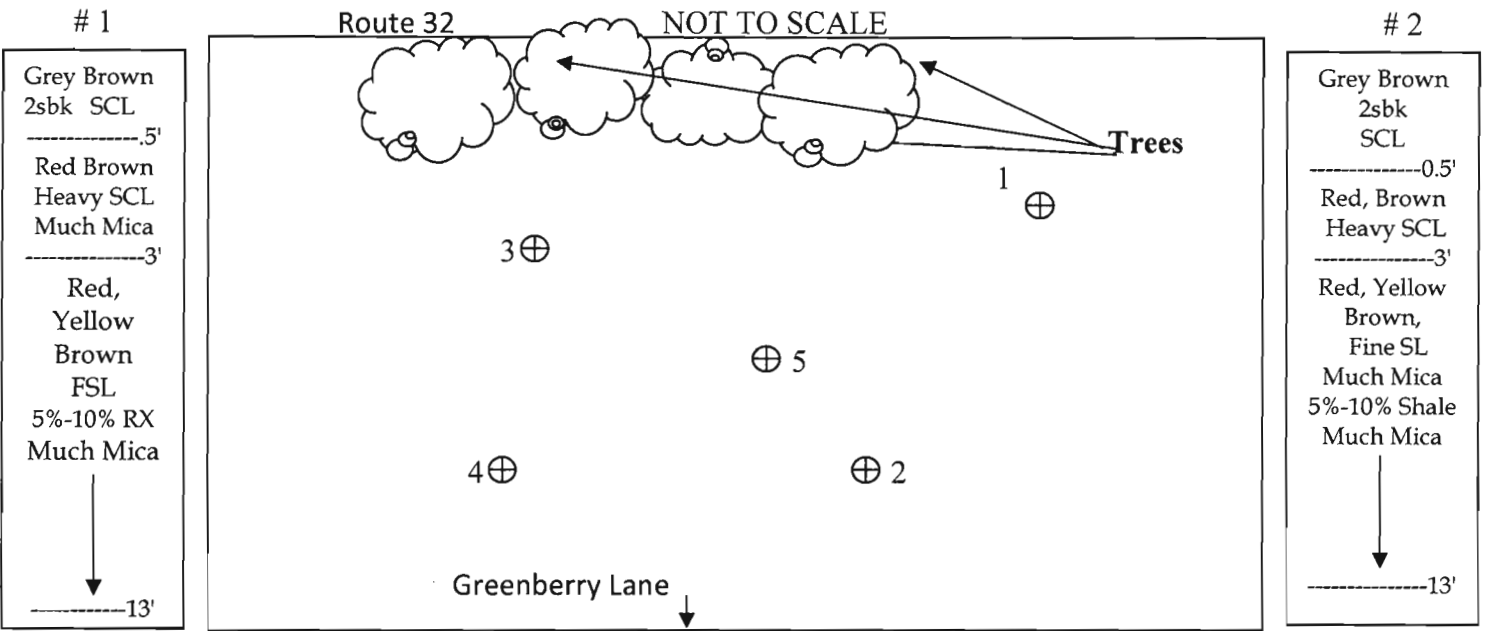 # 1
Grey Brown
2sbk SCL
--------------.5'
Red Brown
Heavy SCL
Much Mica
---------------3'
Red,
Yellow
Brown
FSL
5%-10% RX
Much Mica
------------13'
Route 32
NOT TO SCALE
Trees
1
3
5
4
2
Greenberry Lane
# 2
Grey Brown
2sbk
SCL
--------------0.5'
Red, Brown
Heavy SCL
---------------3'
Red, Yellow
Brown,
Fine SL
Much Mica
5%-10% Shale
Much Mica
---------------13'